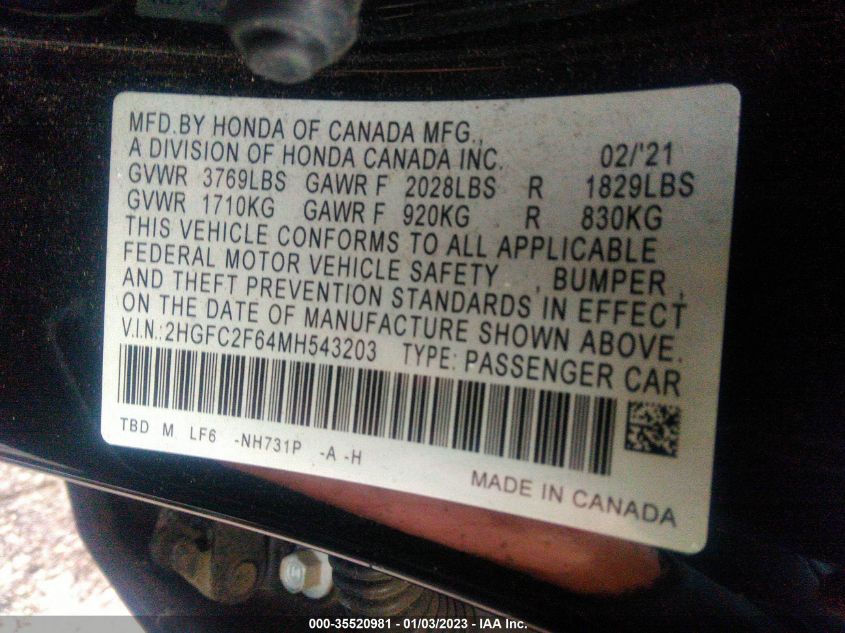 MFD.BY HONDA OF CANADA MFG.,
A DIVISION OF HONDA CANADA INC. 02/'21
GVWR 3769LBS GAWR F 2028LBS R 1829LBS
GVWR 1710KG GAWR F 920KG R 830KG
THIS VEHICLE CONFORMS TO ALL APPLICABLE
FEDERAL MOTOR VEHICLE SAFETY , BUMPER ,
AND THEFT PREVENTION STANDARDS IN EFFECT
ON THE DATE OF MANUFACTURE SHOWN ABOVE.
V.I.N.: 2HGFC2F64MH543203 TYPE: PASSENGER CAR
TBD M LF6 -NH731P -A -H
MADE IN CANADA
000-35520981 - 01/03/2023 - IAA Inc.